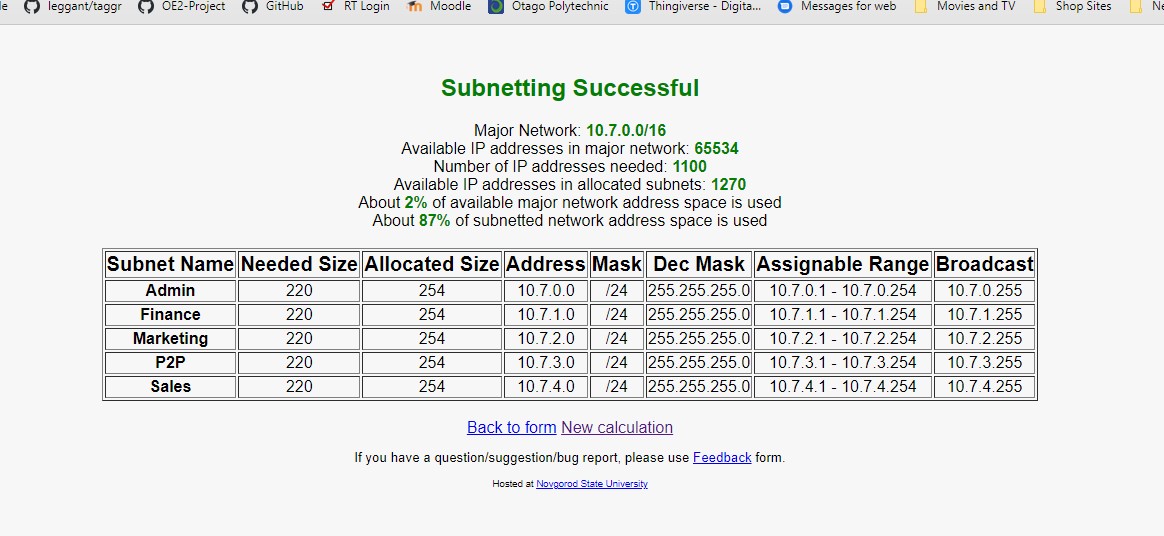 le leggant/taggr OE2-Project GitHub RT Login Moodle Otago Polytechnic Thingiverse - Digita... Messages for web Movies and TV Shop Sites Ne
Subnetting Successful
Major Network: 10.7.0.0/16
Available IP addresses in major network: 65534
Number of IP addresses needed: 1100
Available IP addresses in allocated subnets: 1270
About 2% of available major network address space is used
About 87% of subnetted network address space is used
Subnet Name Needed Size Allocated Size Address Mask Dec Mask Assignable Range Broadcast
Admin 220 254 10.7.0.0 /24 255.255.255.0 10.7.0.1 - 10.7.0.254 10.7.0.255
Finance 220 254 10.7.1.0 /24 255.255.255.0 10.7.1.1 - 10.7.1.254 10.7.1.255
Marketing 220 254 10.7.2.0 /24 255.255.255.0 10.7.2.1 - 10.7.2.254 10.7.2.255
P2P 220 254 10.7.3.0 /24 255.255.255.0 10.7.3.1 - 10.7.3.254 10.7.3.255
Sales 220 254 10.7.4.0 /24 255.255.255.0 10.7.4.1 - 10.7.4.254 10.7.4.255
Back to form New calculation
If you have a question/suggestion/bug report, please use Feedback form.
Hosted at Novgorod State University